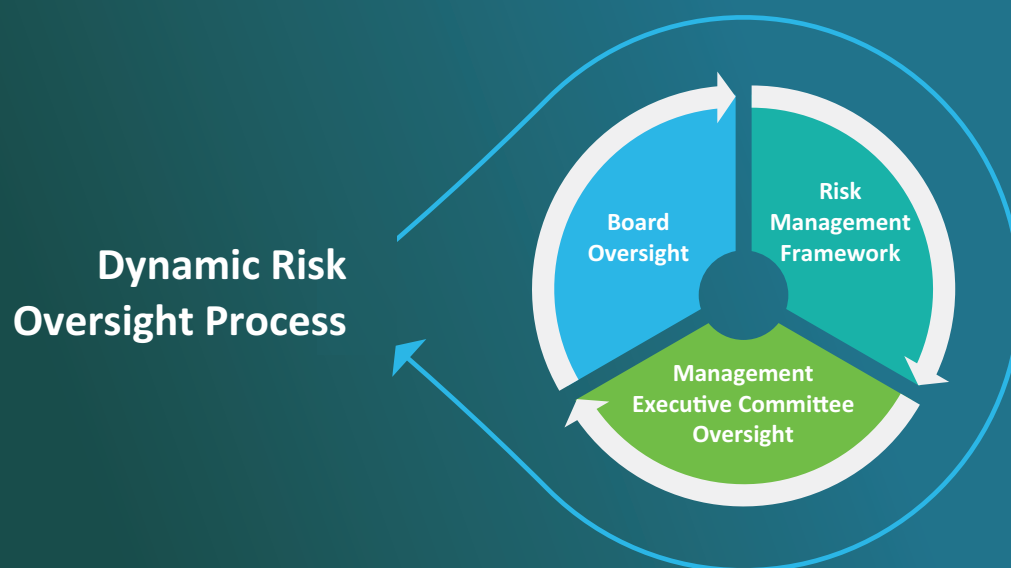 Dynamic Risk
Oversight Process
Board
Oversight
Risk
Management
Framework
Management
Executive Committee
Oversight